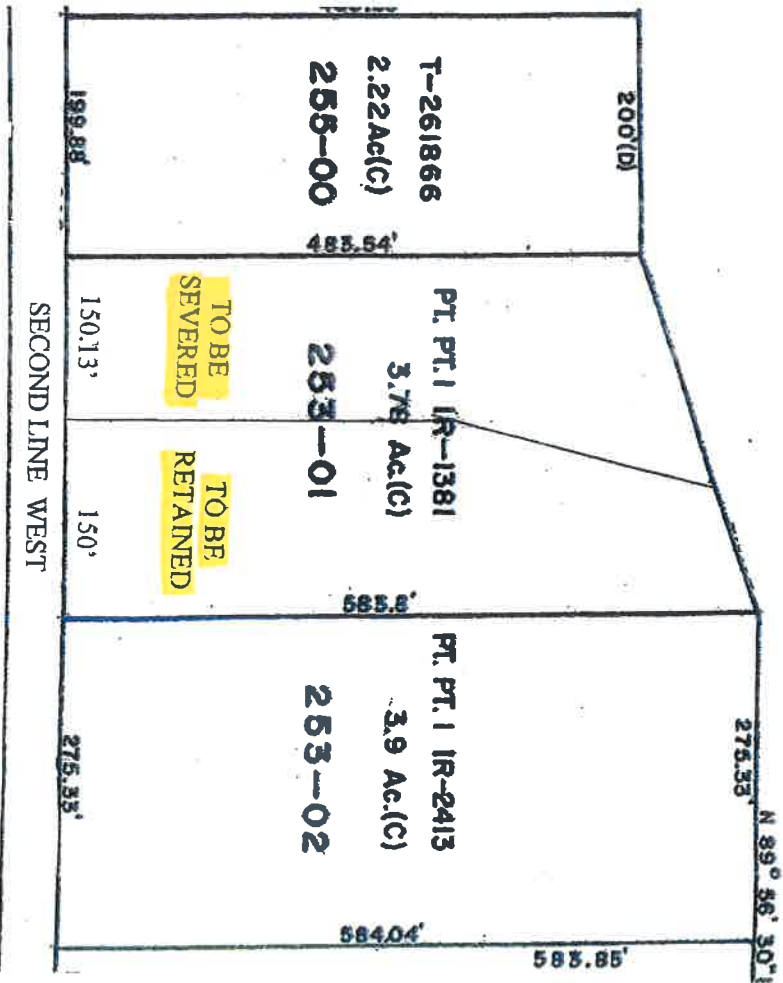 200'(D)
T-261866
2.22Ac(C)
255-00
199.88'
483.54'
PT. PT. 1 1R-1381
3.76 Ac.(C)
253-01
TO BE
SEVERED
150.13'
TO BE
RETAINED
150'
583.8'
N 89° 56' 30"
275.33'
PT. PT. 1 1R-2413
3.9 Ac.(C)
253-02
275.33'
584.04'
583.85'
SECOND LINE WEST